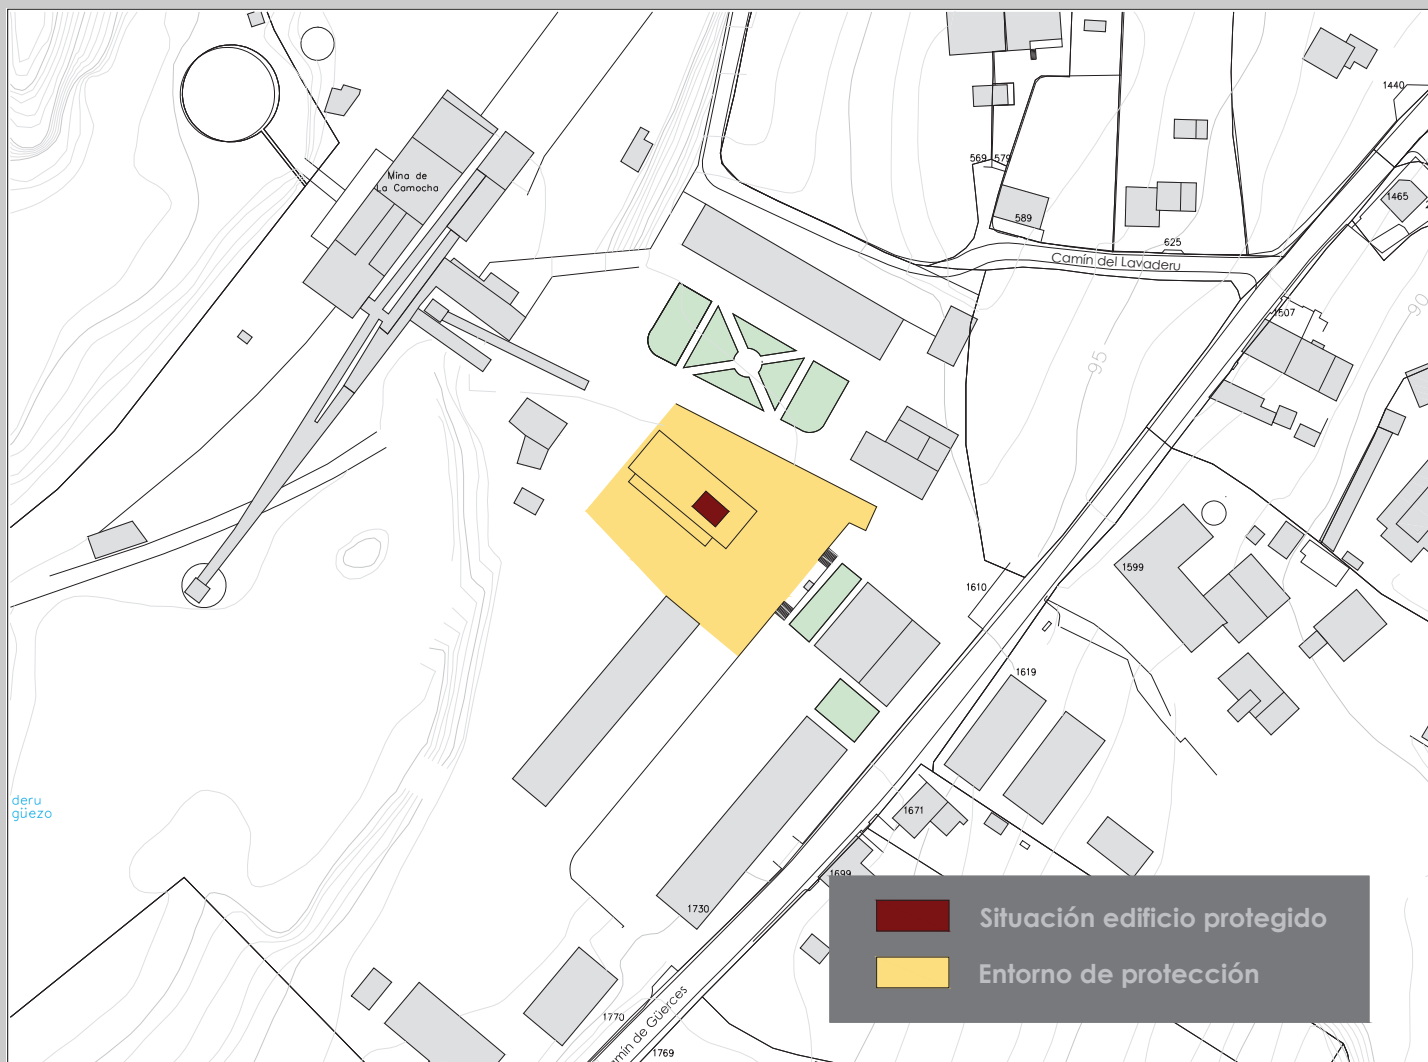 1440
Mina de
La Camocha
569
579
1465
589
625
Camín del Lavaderu
1507
90
95
1599
1610
1619
deru
güezo
1671
1699
1730
Situación edificio protegido
Entorno de protección
1770
mín de Güerces
1769